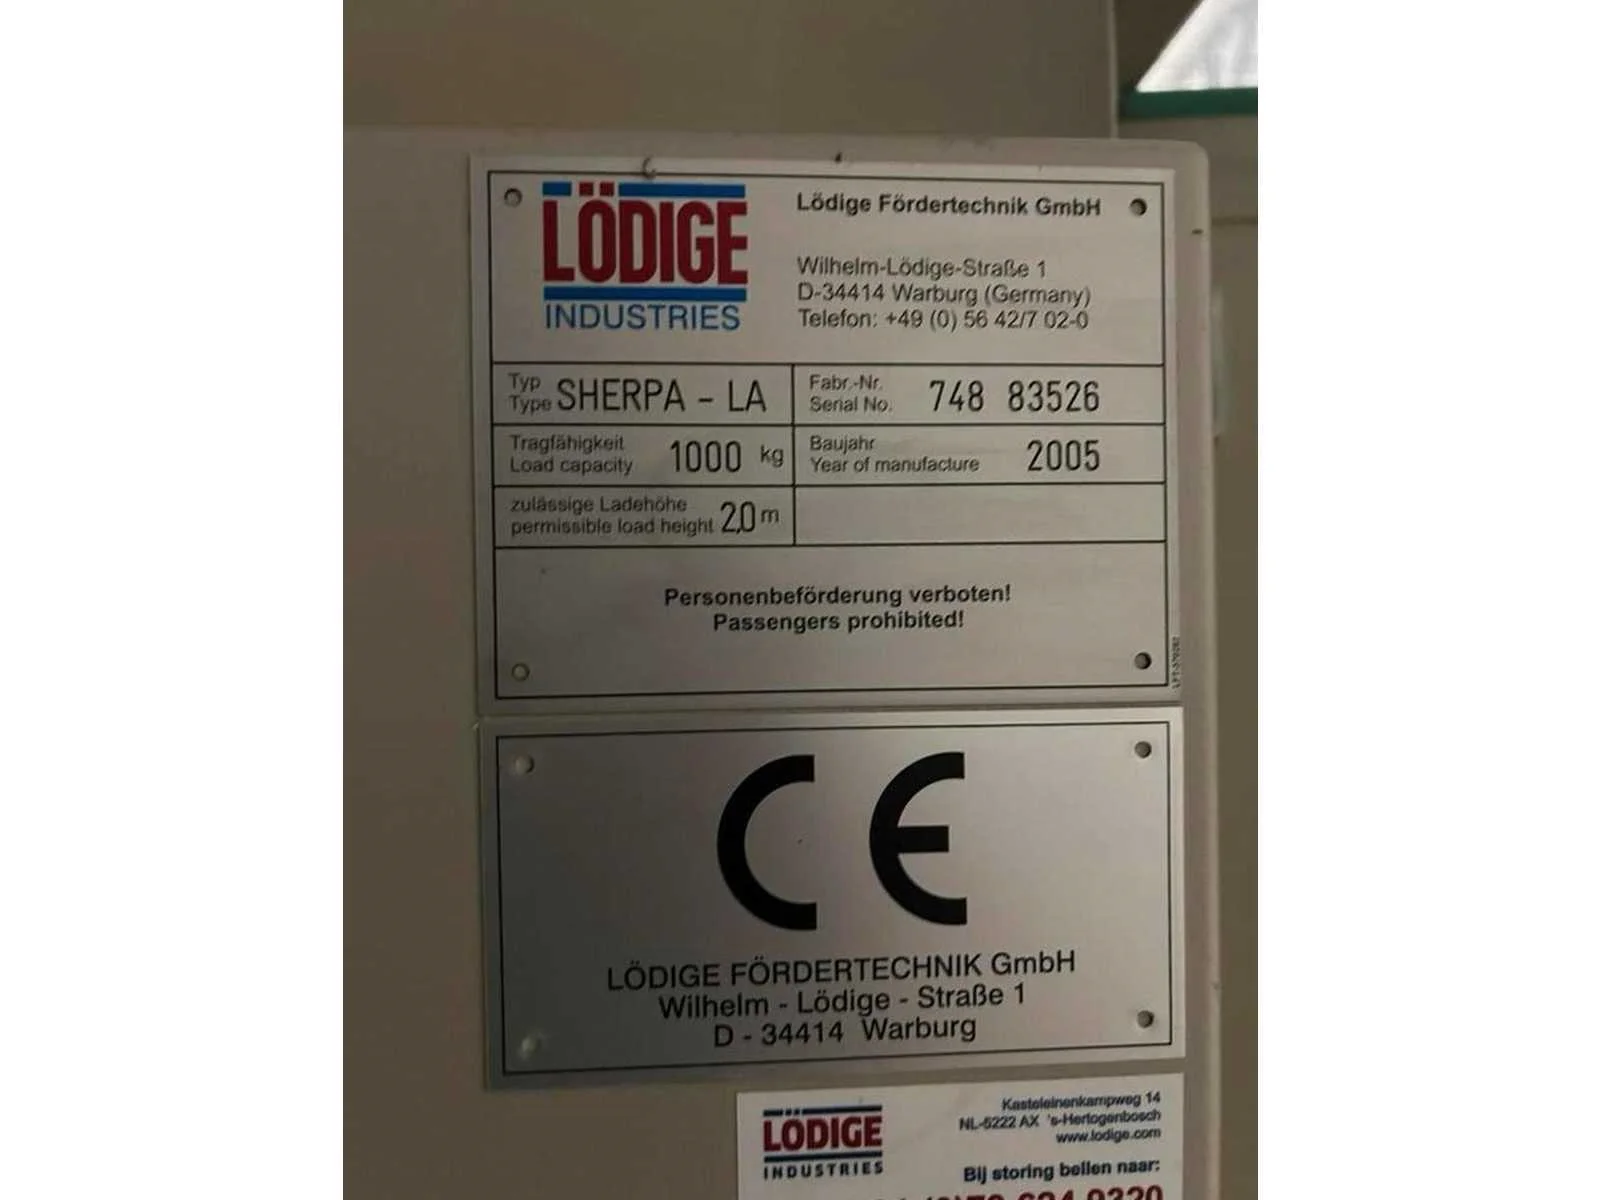 LÖDIGE
INDUSTRIES
Lödige Fördertechnik GmbH
Wilhelm-Lödige-Straße 1
D-34414 Warburg (Germany)
Telefon: +49 (0) 56 42/7 02-0
Typ
Type SHERPA - LA
Fabr.-Nr.
Serial No. 748 83526
Tragfähigkeit
Load capacity 1000 kg
Baujahr
Year of manufacture 2005
zulässige Ladehöhe
permissible load height 2,0 m
Personenbeförderung verboten!
Passengers prohibited!
CE
LÖDIGE FÖRDERTECHNIK GmbH
Wilhelm - Lödige - Straße 1
D - 34414 Warburg
LÖDIGE
INDUSTRIES
Kasteleinenkampweg 14
NL-5222 AX 's-Hertogenbosch
www.lodige.com
Bij storing bellen naar: